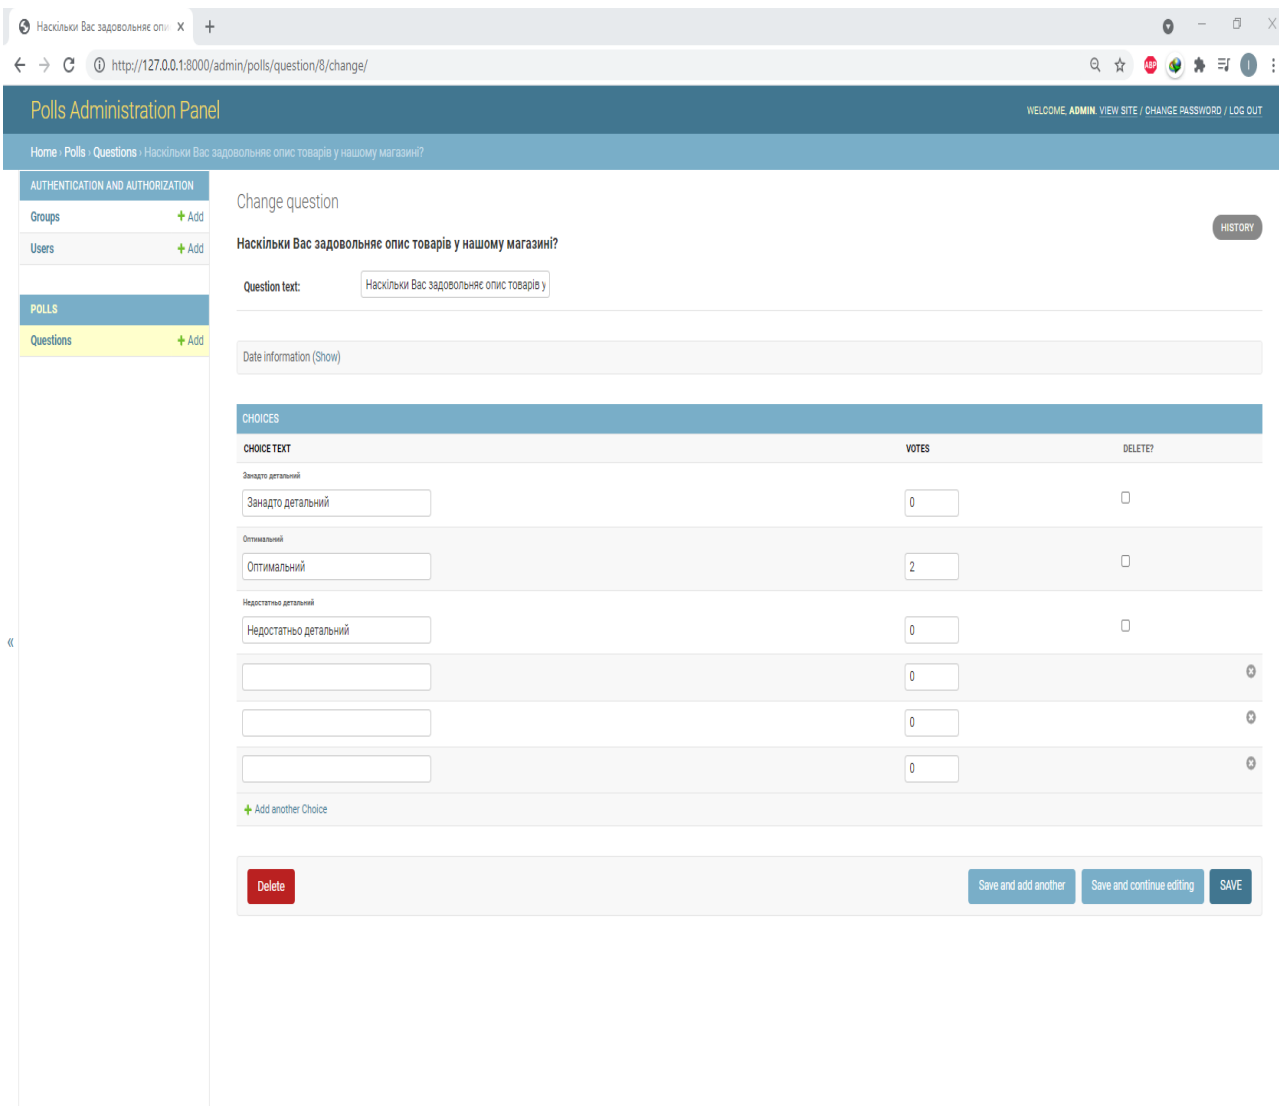 Наскільки Вас задовольняє опи
http://127.0.0.1:8000/admin/polls/question/8/change/
ABP
I
Polls Administration Panel
WELCOME, ADMIN. VIEW SITE / CHANGE PASSWORD / LOG OUT
Home › Polls › Questions › Наскільки Вас задовольняє опис товарів у нашому магазині?
AUTHENTICATION AND AUTHORIZATION
Groups + Add
Users + Add
POLLS
Questions + Add
Change question
HISTORY
Наскільки Вас задовольняє опис товарів у нашому магазині?
Question text: Наскільки Вас задовольняє опис товарів у
Date information (Show)
CHOICES
CHOICE TEXT VOTES DELETE?
Занадто детальний
Занадто детальний 0
Оптимальний
Оптимальний 2
Недостатньо детальний
Недостатньо детальний 0
«
0
0
0
+ Add another Choice
Delete Save and add another Save and continue editing SAVE